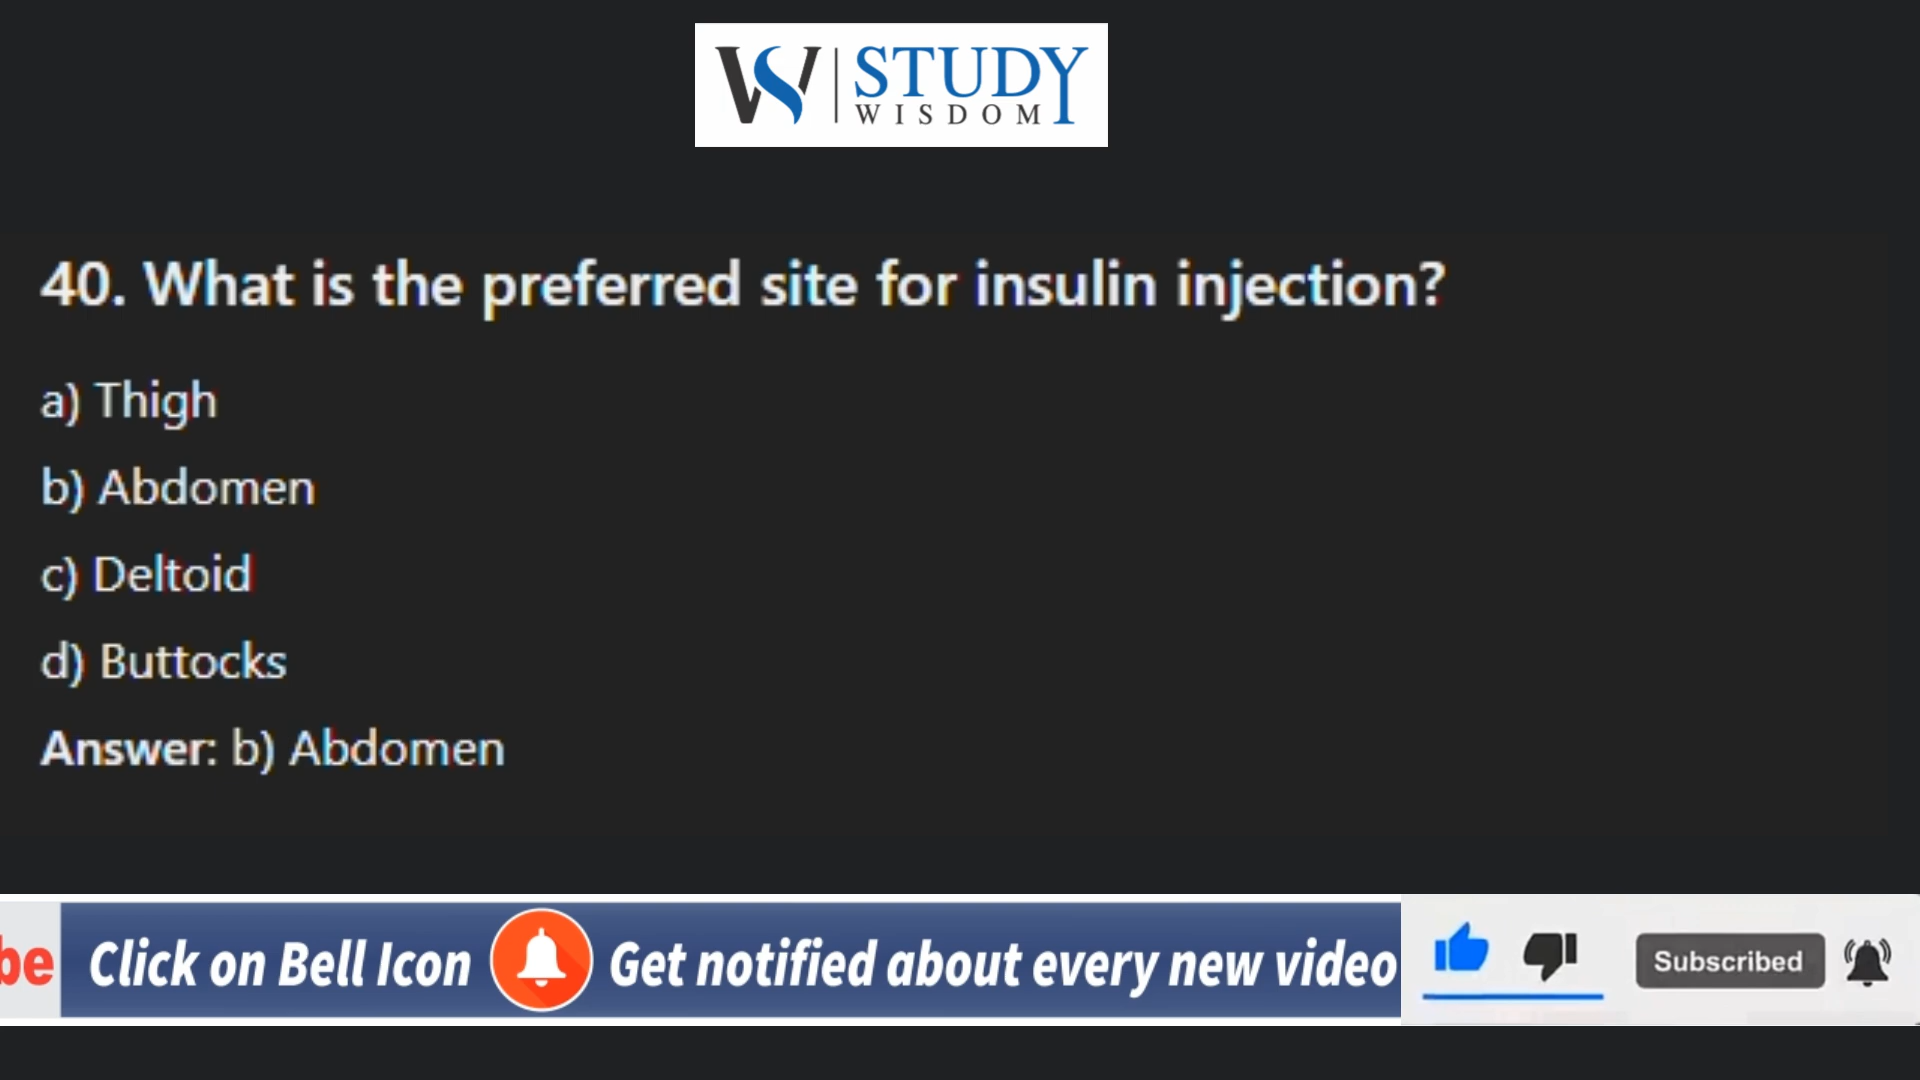 WS STUDY
WISDOM
40. What is the preferred site for insulin injection?
a) Thigh
b) Abdomen
c) Deltoid
d) Buttocks
Answer: b) Abdomen
be Click on Bell Icon Get notified about every new video Subscribed